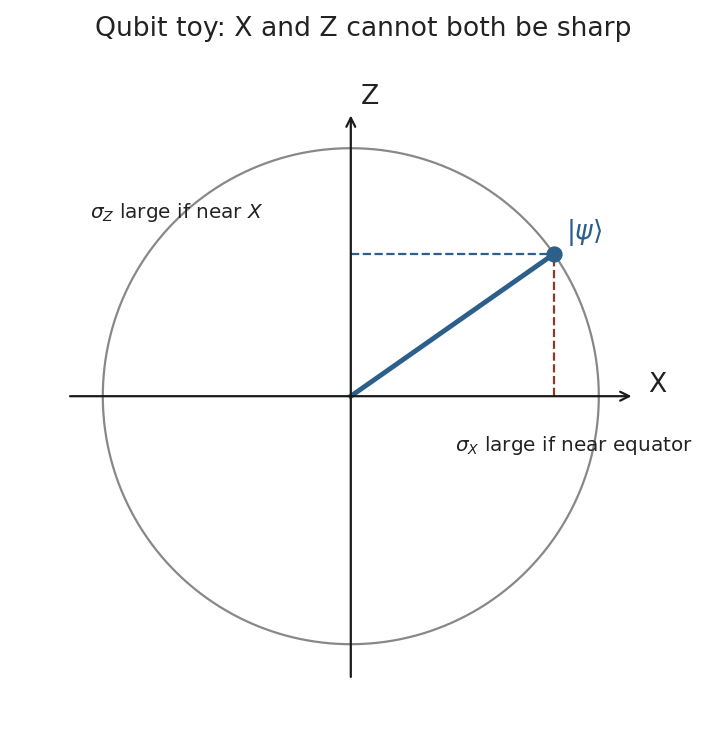 Qubit toy: X and Z cannot both be sharp
Z
σ_Z large if near X
|ψ⟩
X
σ_X large if near equator